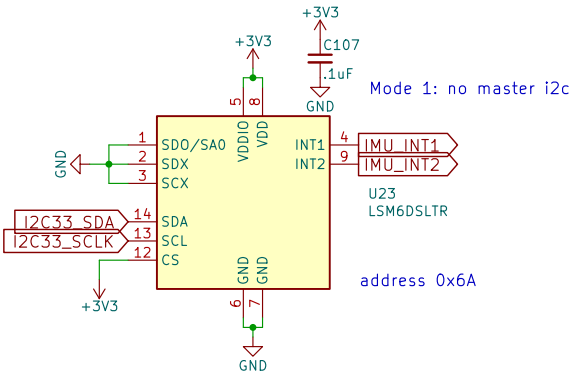 +3V3
C107
.1uF
GND
+3V3
Mode 1: no master i2c
5
8
VDDIO
VDD
GND
1
SDO/SA0
2
SDX
3
SCX
INT1
4
IMU_INT1
INT2
9
IMU_INT2
U23
LSM6DSLTR
I2C33_SDA
14
SDA
I2C33_SCLK
13
SCL
12
CS
+3V3
GND
GND
6
7
GND
address 0x6A